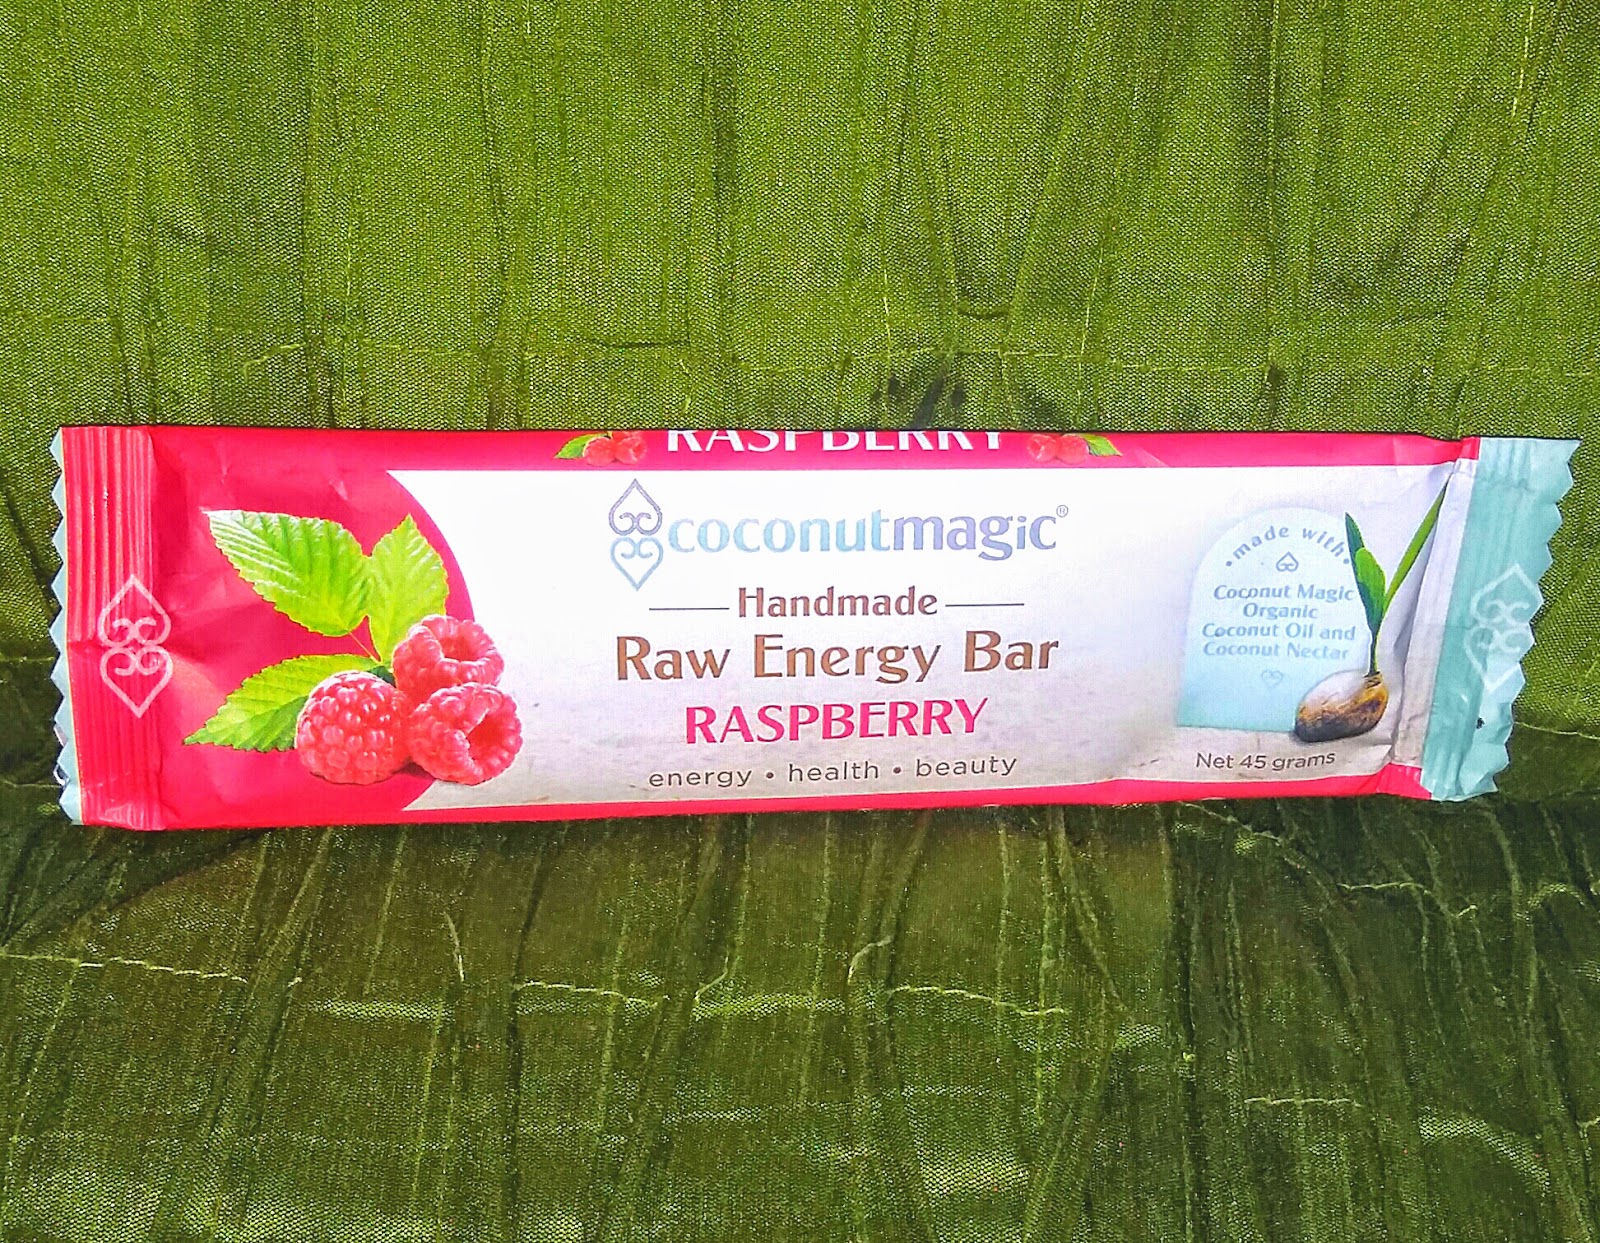 RASPBERRY
coconutmagic®
Handmade
Raw Energy Bar
RASPBERRY
energy • health • beauty
• made with •
Coconut Magic
Organic
Coconut Oil and
Coconut Nectar
Net 45 grams